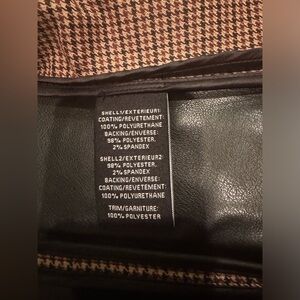 SHELL1/EXTERIEUR1:
COATING/REVETEMENT:
100% POLYURETHANE
BACKING/ENVERSE:
98% POLYESTER,
2% SPANDEX
SHELL2/EXTERIEUR2:
98% POLYESTER,
2% SPANDEX
BACKING/ENVERSE:
COATING/REVETEMENT:
100% POLYURETHANE
TRIM/GARNITURE:
100% POLYESTER